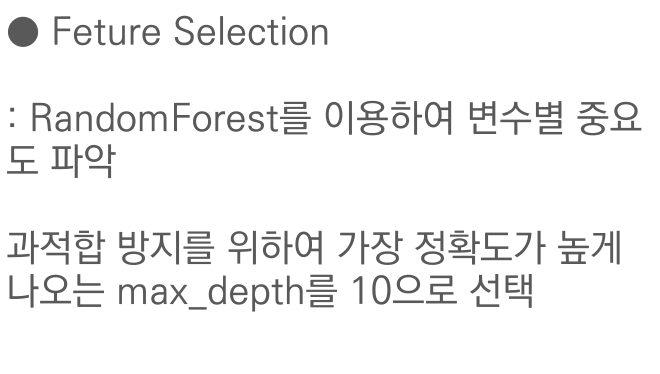 ● Feture Selection
: RandomForest를 이용하여 변수별 중요
도 파악
과적합 방지를 위하여 가장 정확도가 높게
나오는 max_depth를 10으로 선택